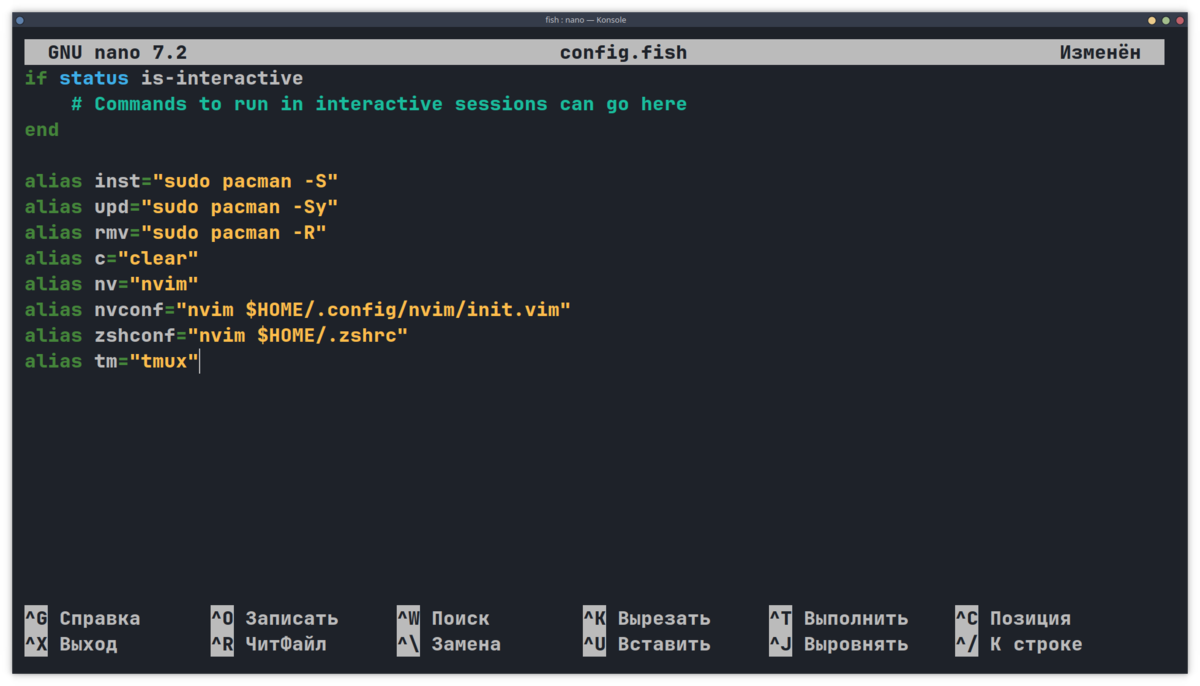 fish : nano — Konsole
GNU nano 7.2 config.fish Изменён
if status is-interactive
    # Commands to run in interactive sessions can go here
end

alias inst="sudo pacman -S"
alias upd="sudo pacman -Sy"
alias rmv="sudo pacman -R"
alias c="clear"
alias nv="nvim"
alias nvconf="nvim $HOME/.config/nvim/init.vim"
alias zshconf="nvim $HOME/.zshrc"
alias tm="tmux"
^G Справка ^O Записать ^W Поиск ^K Вырезать ^T Выполнить ^C Позиция
^X Выход ^R ЧитФайл ^\ Замена ^U Вставить ^J Выровнять ^/ К строке